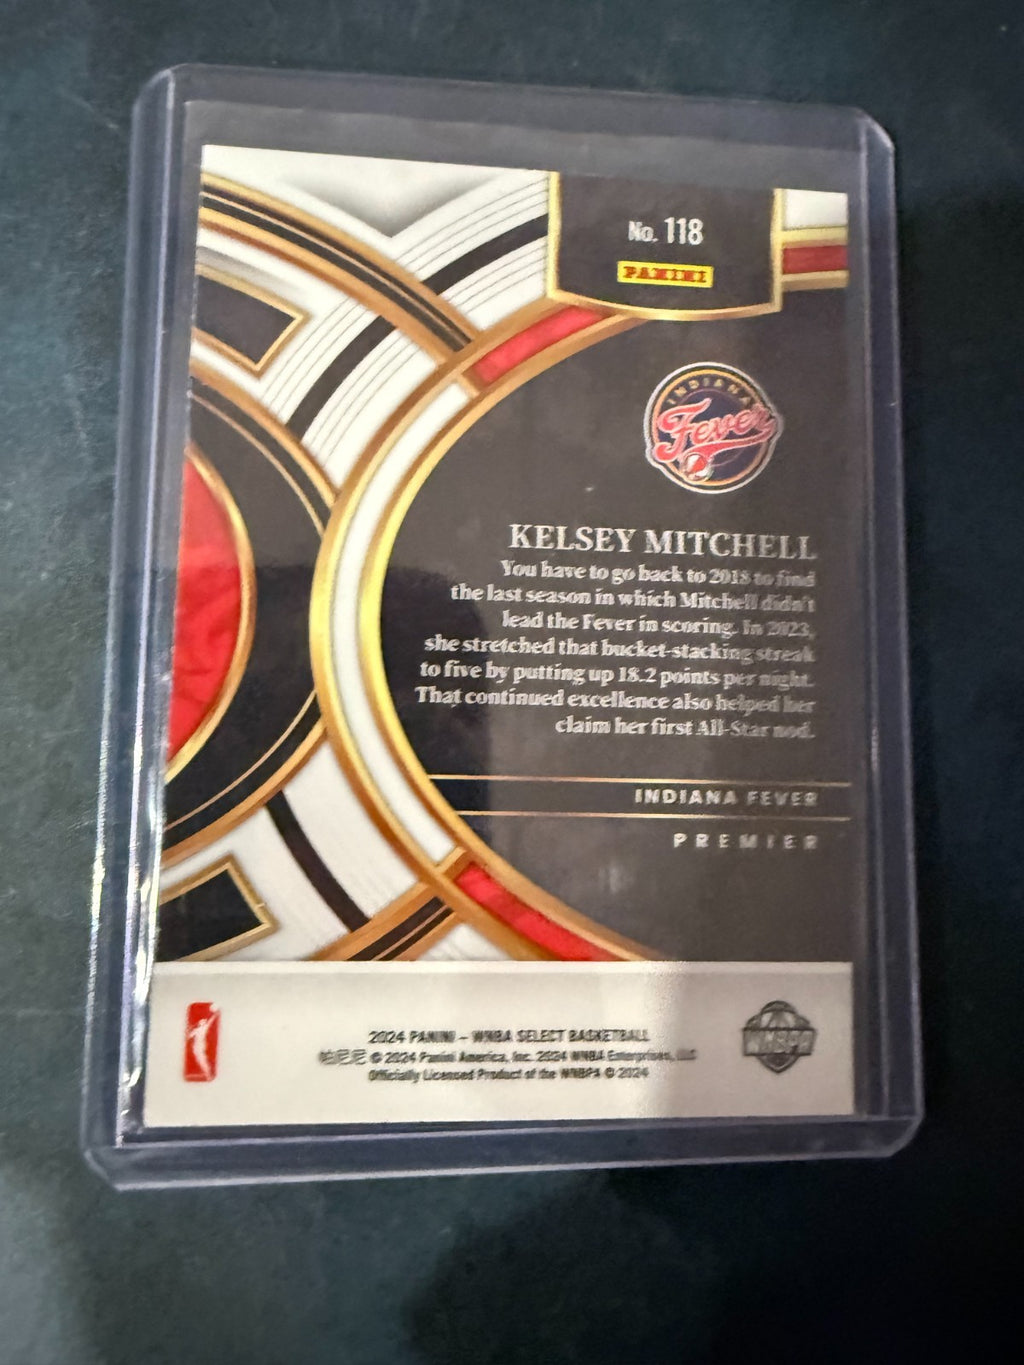 No. 118
PANINI
INDIANA
Fever
KELSEY MITCHELL
You have to go back to 2018 to find
the last season in which Mitchell didn't
lead the Fever in scoring. In 2023,
she stretched that bucket-stacking streak
to five by putting up 18.2 points per night.
That continued excellence also helped her
claim her first All-Star nod.
INDIANA FEVER
PREMIER
2024 PANINI – WNBA SELECT BASKETBALL
帕尼尼 © 2024 Panini America, Inc. 2024 WNBA Enterprises, LLC
Officially Licensed Product of the WNBPA © 2024
WNBPA